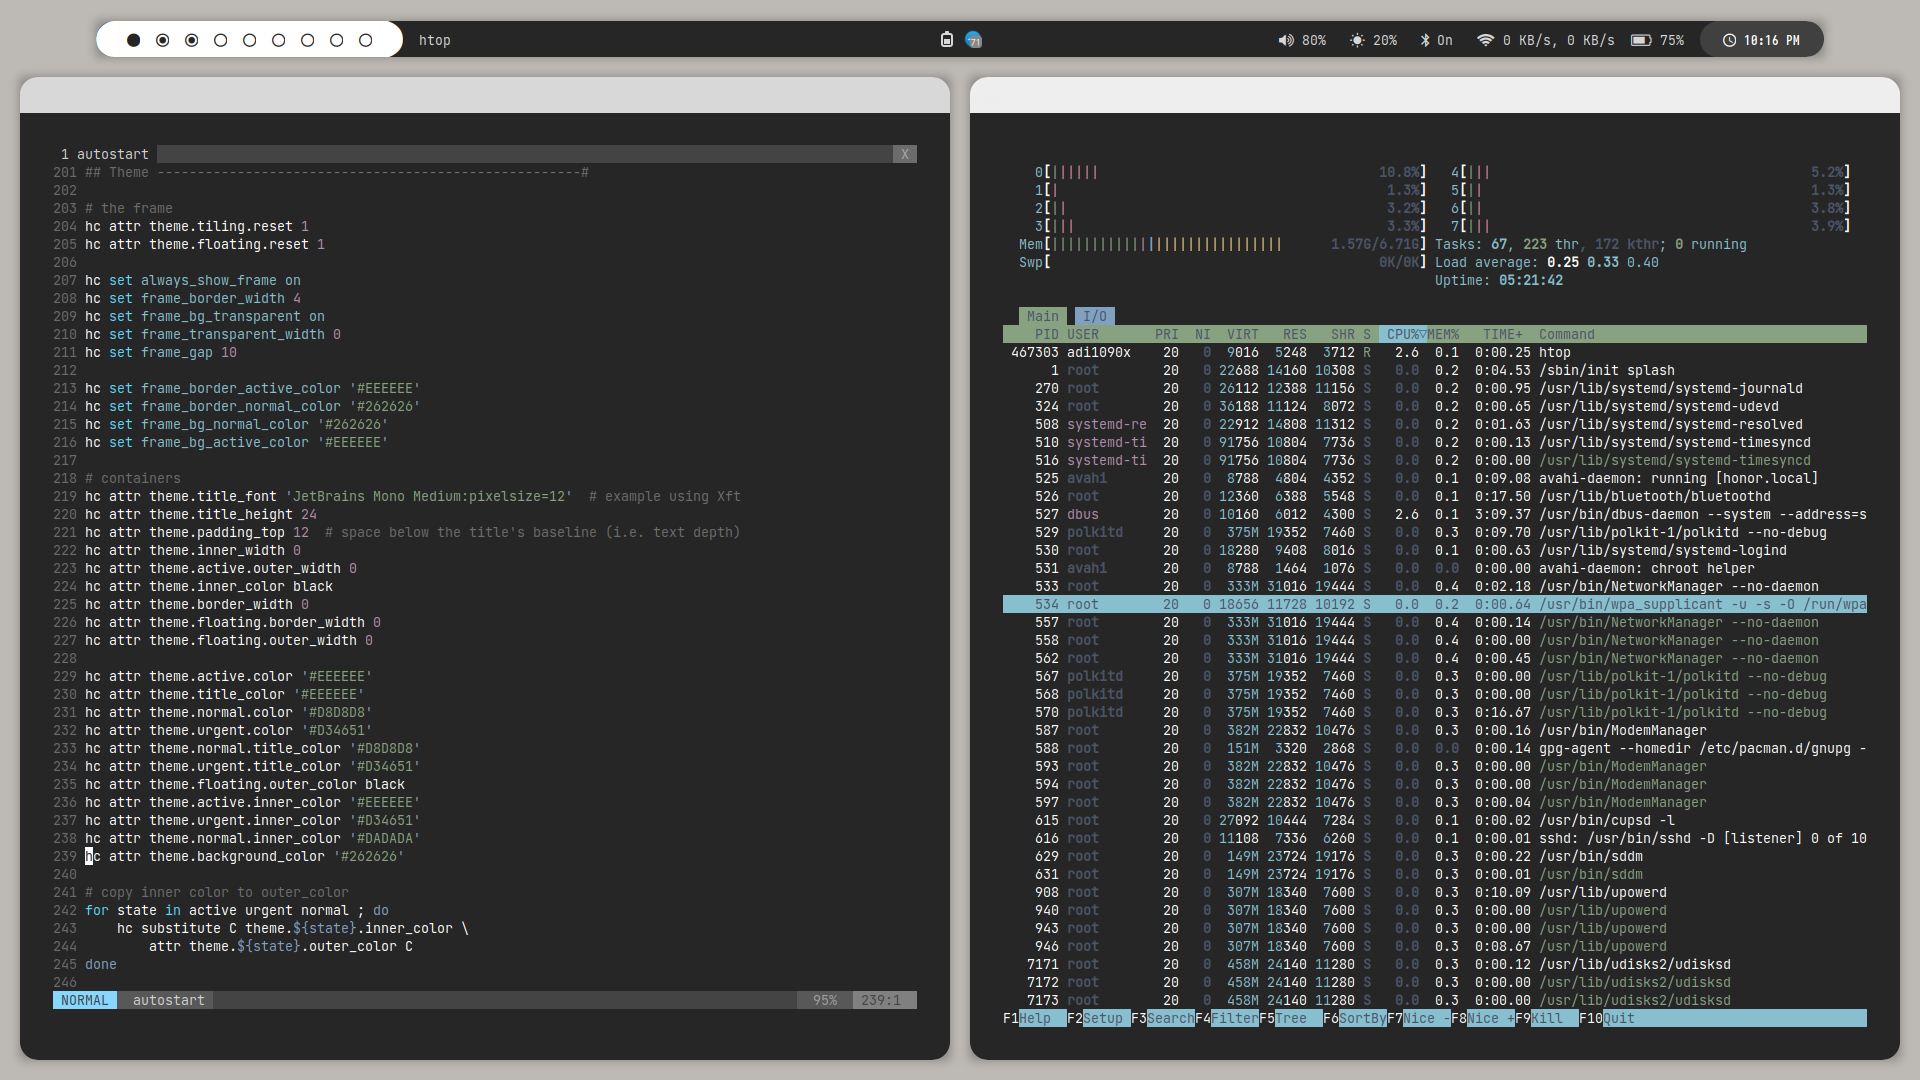 htop
71
80%
20%
On
0 KB/s, 0 KB/s
75%
10:16 PM
1 autostart X
201 ## Theme -----------------------------------------------------#
202
203 # the frame
204 hc attr theme.tiling.reset 1
205 hc attr theme.floating.reset 1
206
207 hc set always_show_frame on
208 hc set frame_border_width 4
209 hc set frame_bg_transparent on
210 hc set frame_transparent_width 0
211 hc set frame_gap 10
212
213 hc set frame_border_active_color '#EEEEEE'
214 hc set frame_border_normal_color '#262626'
215 hc set frame_bg_normal_color '#262626'
216 hc set frame_bg_active_color '#EEEEEE'
217
218 # containers
219 hc attr theme.title_font 'JetBrains Mono Medium:pixelsize=12'  # example using Xft
220 hc attr theme.title_height 24
221 hc attr theme.padding_top 12  # space below the title's baseline (i.e. text depth)
222 hc attr theme.inner_width 0
223 hc attr theme.active.outer_width 0
224 hc attr theme.inner_color black
225 hc attr theme.border_width 0
226 hc attr theme.floating.border_width 0
227 hc attr theme.floating.outer_width 0
228
229 hc attr theme.active.color '#EEEEEE'
230 hc attr theme.title_color '#EEEEEE'
231 hc attr theme.normal.color '#D8D8D8'
232 hc attr theme.urgent.color '#D34651'
233 hc attr theme.normal.title_color '#D8D8D8'
234 hc attr theme.urgent.title_color '#D34651'
235 hc attr theme.floating.outer_color black
236 hc attr theme.active.inner_color '#EEEEEE'
237 hc attr theme.urgent.inner_color '#D34651'
238 hc attr theme.normal.inner_color '#DADADA'
239 hc attr theme.background_color '#262626'
240
241 # copy inner color to outer_color
242 for state in active urgent normal ; do
243     hc substitute C theme.${state}.inner_color \
244         attr theme.${state}.outer_color C
245 done
246
NORMAL autostart 95% 239:1
0[|||||| 10.8%] 4[||| 5.2%]
1[| 1.3%] 5[|| 1.3%]
2[|| 3.2%] 6[|| 3.8%]
3[||| 3.3%] 7[||| 3.9%]
Mem[||||||||||||||||||||||||||||| 1.57G/6.71G] Tasks: 67, 223 thr, 172 kthr; 0 running
Swp[ 0K/0K] Load average: 0.25 0.33 0.40
Uptime: 05:21:42
Main I/O
PID USER PRI NI VIRT RES SHR S CPU%▽MEM% TIME+ Command
467303 adi1090x 20 0 9016 5248 3712 R 2.6 0.1 0:00.25 htop
1 root 20 0 22688 14160 10308 S 0.0 0.2 0:04.53 /sbin/init splash
270 root 20 0 26112 12388 11156 S 0.0 0.2 0:00.95 /usr/lib/systemd/systemd-journald
324 root 20 0 36188 11124 8072 S 0.0 0.2 0:00.65 /usr/lib/systemd/systemd-udevd
508 systemd-re 20 0 22912 14808 11312 S 0.0 0.2 0:01.63 /usr/lib/systemd/systemd-resolved
510 systemd-ti 20 0 91756 10804 7736 S 0.0 0.2 0:00.13 /usr/lib/systemd/systemd-timesyncd
516 systemd-ti 20 0 91756 10804 7736 S 0.0 0.2 0:00.00 /usr/lib/systemd/systemd-timesyncd
525 avahi 20 0 8788 4804 4352 S 0.0 0.1 0:09.08 avahi-daemon: running [honor.local]
526 root 20 0 12360 6388 5548 S 0.0 0.1 0:17.50 /usr/lib/bluetooth/bluetoothd
527 dbus 20 0 10160 6012 4300 S 2.6 0.1 3:09.37 /usr/bin/dbus-daemon --system --address=s
529 polkitd 20 0 375M 19352 7460 S 0.0 0.3 0:09.70 /usr/lib/polkit-1/polkitd --no-debug
530 root 20 0 18280 9408 8016 S 0.0 0.1 0:00.63 /usr/lib/systemd/systemd-logind
531 avahi 20 0 8788 1464 1076 S 0.0 0.0 0:00.00 avahi-daemon: chroot helper
533 root 20 0 333M 31016 19444 S 0.0 0.4 0:02.18 /usr/bin/NetworkManager --no-daemon
534 root 20 0 18656 11728 10192 S 0.0 0.2 0:00.64 /usr/bin/wpa_supplicant -u -s -O /run/wpa
557 root 20 0 333M 31016 19444 S 0.0 0.4 0:00.14 /usr/bin/NetworkManager --no-daemon
558 root 20 0 333M 31016 19444 S 0.0 0.4 0:00.00 /usr/bin/NetworkManager --no-daemon
562 root 20 0 333M 31016 19444 S 0.0 0.4 0:00.45 /usr/bin/NetworkManager --no-daemon
567 polkitd 20 0 375M 19352 7460 S 0.0 0.3 0:00.00 /usr/lib/polkit-1/polkitd --no-debug
568 polkitd 20 0 375M 19352 7460 S 0.0 0.3 0:00.00 /usr/lib/polkit-1/polkitd --no-debug
570 polkitd 20 0 375M 19352 7460 S 0.0 0.3 0:16.67 /usr/lib/polkit-1/polkitd --no-debug
587 root 20 0 382M 22832 10476 S 0.0 0.3 0:00.16 /usr/bin/ModemManager
588 root 20 0 151M 3320 2868 S 0.0 0.0 0:00.14 gpg-agent --homedir /etc/pacman.d/gnupg -
593 root 20 0 382M 22832 10476 S 0.0 0.3 0:00.00 /usr/bin/ModemManager
594 root 20 0 382M 22832 10476 S 0.0 0.3 0:00.00 /usr/bin/ModemManager
597 root 20 0 382M 22832 10476 S 0.0 0.3 0:00.04 /usr/bin/ModemManager
615 root 20 0 27092 10444 7284 S 0.0 0.1 0:00.02 /usr/bin/cupsd -l
616 root 20 0 11108 7336 6260 S 0.0 0.1 0:00.01 sshd: /usr/bin/sshd -D [listener] 0 of 10
629 root 20 0 149M 23724 19176 S 0.0 0.3 0:00.22 /usr/bin/sddm
631 root 20 0 149M 23724 19176 S 0.0 0.3 0:00.01 /usr/bin/sddm
908 root 20 0 307M 18340 7600 S 0.0 0.3 0:10.09 /usr/lib/upowerd
940 root 20 0 307M 18340 7600 S 0.0 0.3 0:00.00 /usr/lib/upowerd
943 root 20 0 307M 18340 7600 S 0.0 0.3 0:00.00 /usr/lib/upowerd
946 root 20 0 307M 18340 7600 S 0.0 0.3 0:08.67 /usr/lib/upowerd
7171 root 20 0 458M 24140 11280 S 0.0 0.3 0:00.12 /usr/lib/udisks2/udisksd
7172 root 20 0 458M 24140 11280 S 0.0 0.3 0:00.00 /usr/lib/udisks2/udisksd
7173 root 20 0 458M 24140 11280 S 0.0 0.3 0:00.00 /usr/lib/udisks2/udisksd
F1Help F2Setup F3SearchF4FilterF5Tree F6SortByF7Nice -F8Nice +F9Kill F10Quit